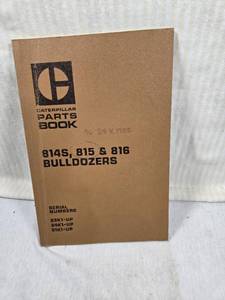 CATERPILLAR
PARTS
BOOK
814S, 815 & 816
BULLDOZERS
SERIAL
NUMBERS